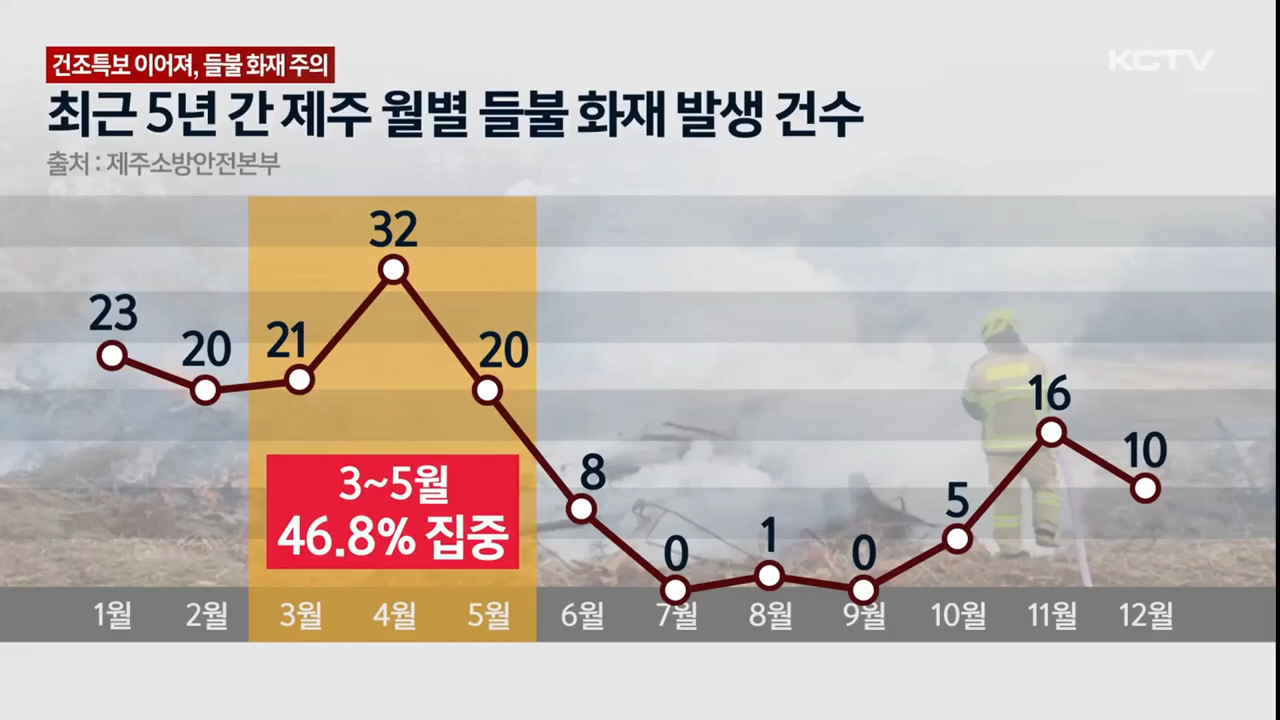 건조특보 이어져, 들불 화재 주의
KCTV
최근 5년 간 제주 월별 들불 화재 발생 건수
출처 : 제주소방안전본부
23
20
21
32
20
8
0
1
0
5
16
10
3~5월
46.8% 집중
1월 2월 3월 4월 5월 6월 7월 8월 9월 10월 11월 12월